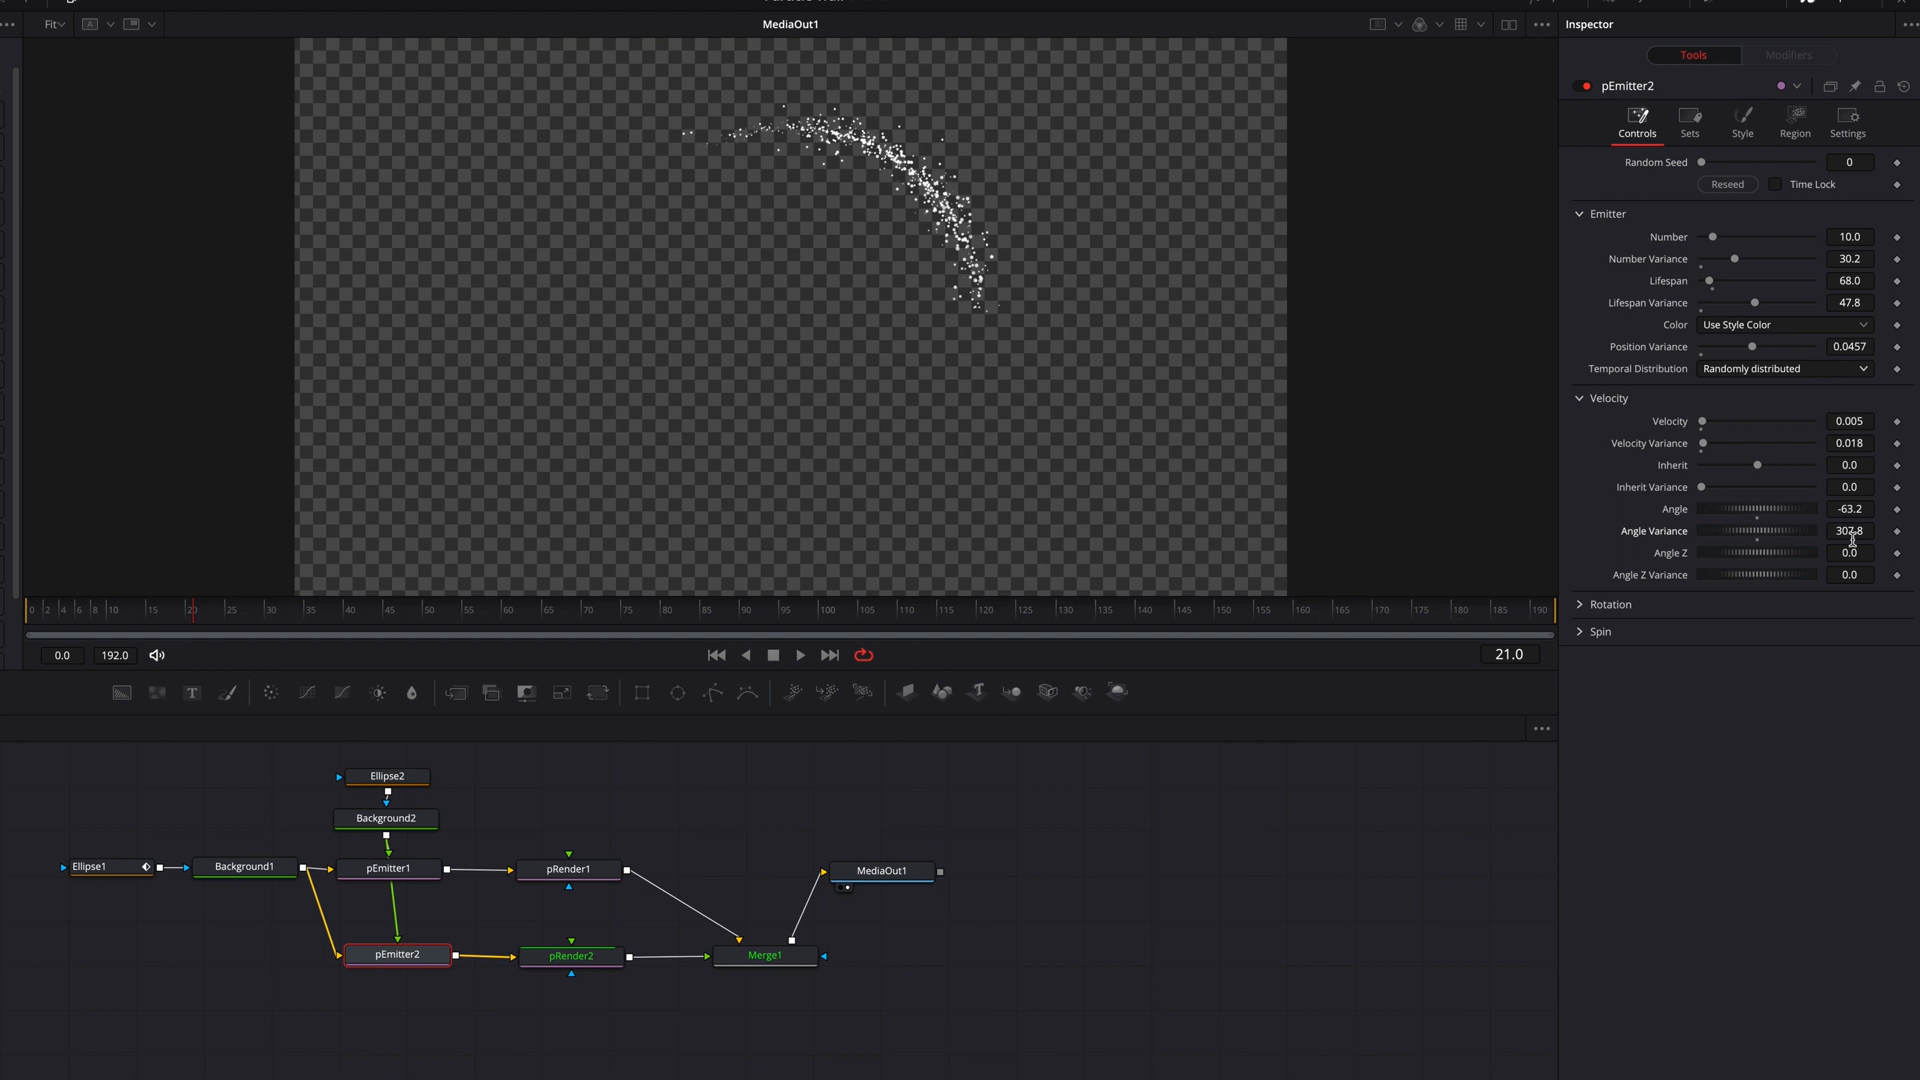 Fit
A
MediaOut1
Inspector
Tools
Modifiers
pEmitter2
Controls
Sets
Style
Region
Settings
Random Seed 0
Reseed Time Lock
Emitter
Number 10.0
Number Variance 30.2
Lifespan 68.0
Lifespan Variance 47.8
Color Use Style Color
Position Variance 0.0457
Temporal Distribution Randomly distributed
Velocity
Velocity 0.005
Velocity Variance 0.018
Inherit 0.0
Inherit Variance 0.0
Angle -63.2
Angle Variance 307.8
Angle Z 0.0
Angle Z Variance 0.0
Rotation
Spin
0 2 4 6 8 10 15 20 25 30 35 40 45 50 55 60 65 70 75 80 85 90 95 100 105 110 115 120 125 130 135 140 145 150 155 160 165 170 175 180 185 190
0.0 192.0 21.0
T
T
Ellipse2
Background2
Ellipse1
Background1
pEmitter1
pRender1
MediaOut1
pEmitter2
pRender2
Merge1